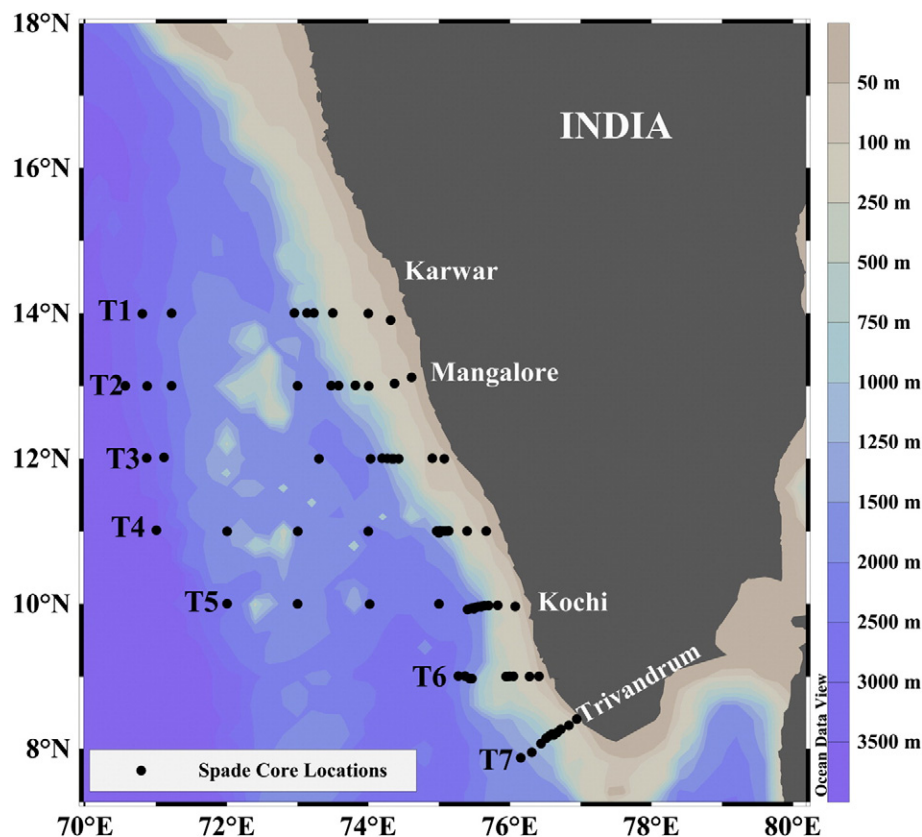 18°N
16°N
14°N
12°N
10°N
8°N
70°E
72°E
74°E
76°E
78°E
80°E
INDIA
Karwar
Mangalore
Kochi
Trivandrum
T1
T2
T3
T4
T5
T6
T7
Spade Core Locations
Ocean Data View
50 m
100 m
250 m
500 m
750 m
1000 m
1250 m
1500 m
2000 m
2500 m
3000 m
3500 m